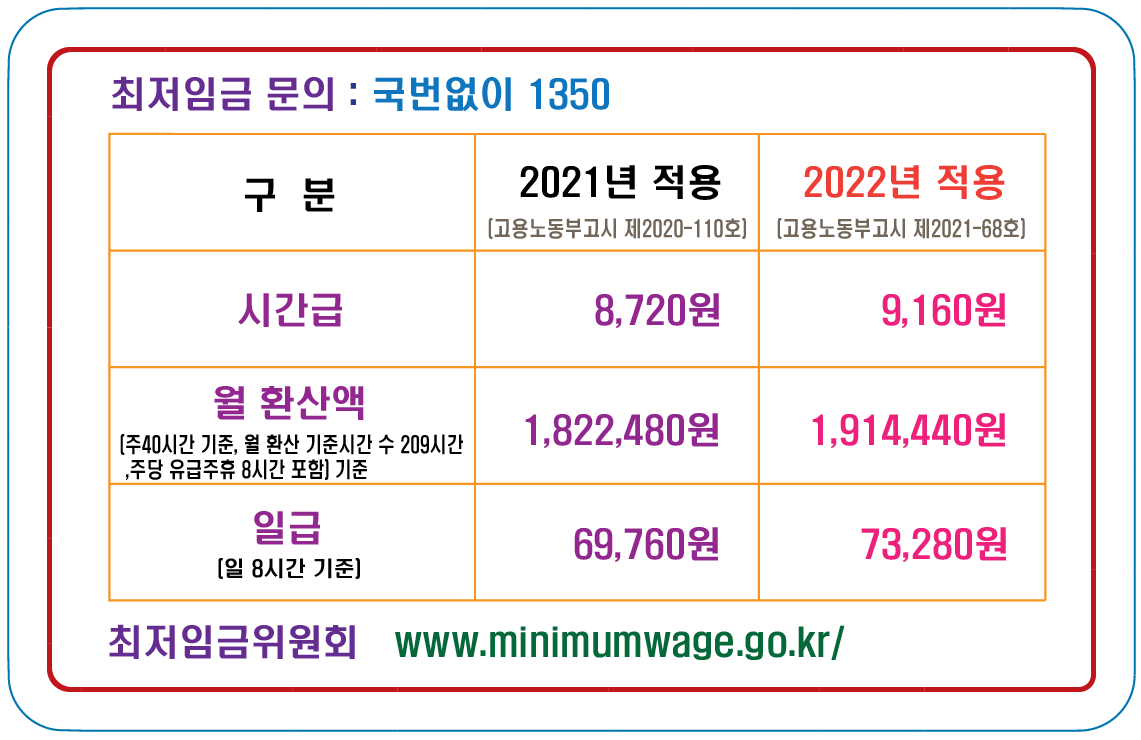 최저임금 문의 : 국번없이 1350
구 분
2021년 적용
(고용노동부고시 제2020-110호)
2022년 적용
(고용노동부고시 제2021-68호)
시간급
8,720원
9,160원
월 환산액
(주40시간 기준, 월 환산 기준시간 수 209시간
,주당 유급주휴 8시간 포함) 기준
1,822,480원
1,914,440원
일급
(일 8시간 기준)
69,760원
73,280원
최저임금위원회 www.minimumwage.go.kr/